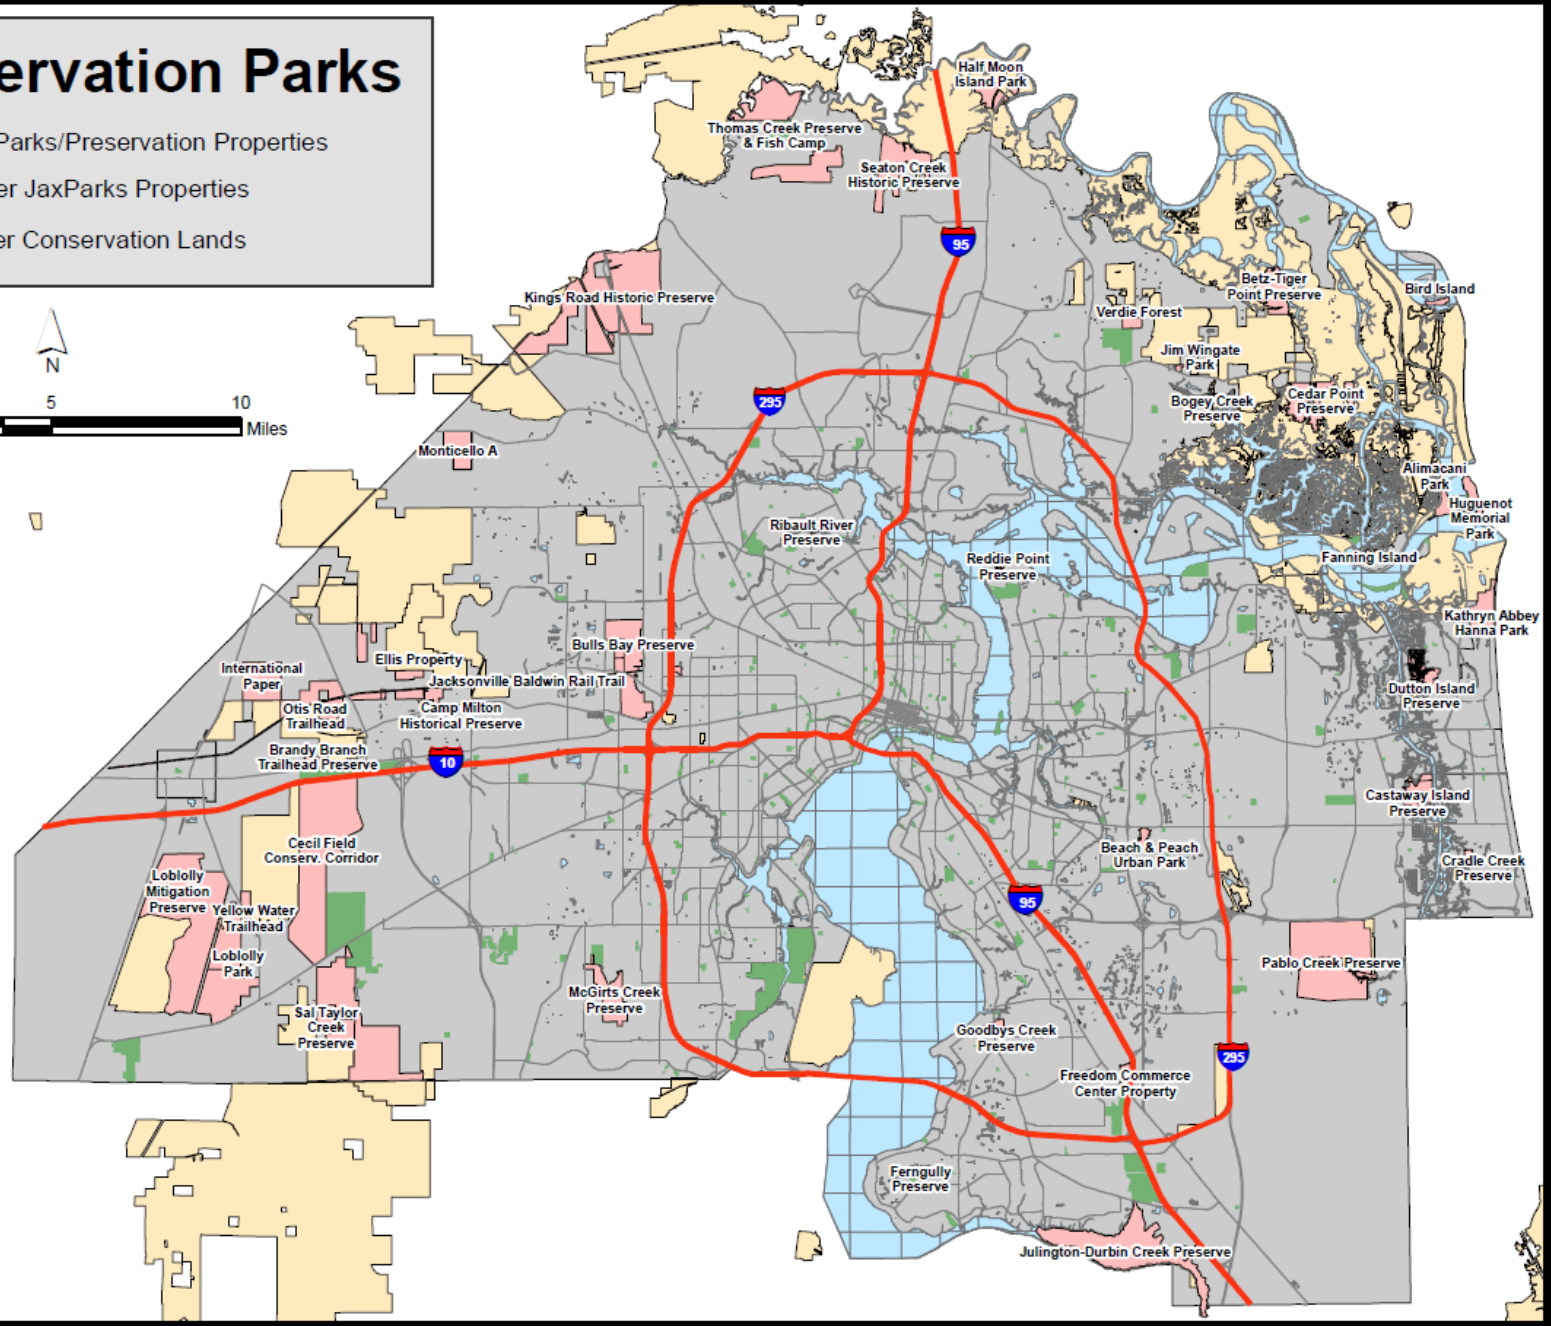 ervation Parks
Parks/Preservation Properties
er JaxParks Properties
er Conservation Lands
N
5
10
Miles
Half Moon
Island Park
Thomas Creek Preserve
& Fish Camp
Seaton Creek
Historic Preserve
95
Kings Road Historic Preserve
Betz-Tiger
Point Preserve
Bird Island
Verdie Forest
Jim Wingate
Park
295
Bogey Creek
Preserve
Cedar Point
Preserve
Monticello A
Alimacani
Park
Huguenot
Memorial
Park
Ribault River
Preserve
Reddie Point
Preserve
Fanning Island
Kathryn Abbey
Hanna Park
Bulls Bay Preserve
Ellis Property
International
Paper
Jacksonville Baldwin Rail Trail
Dutton Island
Preserve
Otis Road
Trailhead
Camp Milton
Historical Preserve
Brandy Branch
Trailhead Preserve
10
Castaway Island
Preserve
Cecil Field
Conserv. Corridor
Beach & Peach
Urban Park
Cradle Creek
Preserve
Loblolly
Mitigation
Preserve
95
Yellow Water
Trailhead
Loblolly
Park
Pablo Creek Preserve
McGirts Creek
Preserve
Sal Taylor
Creek
Preserve
Goodbys Creek
Preserve
295
Freedom Commerce
Center Property
Ferngully
Preserve
Julington-Durbin Creek Preserve